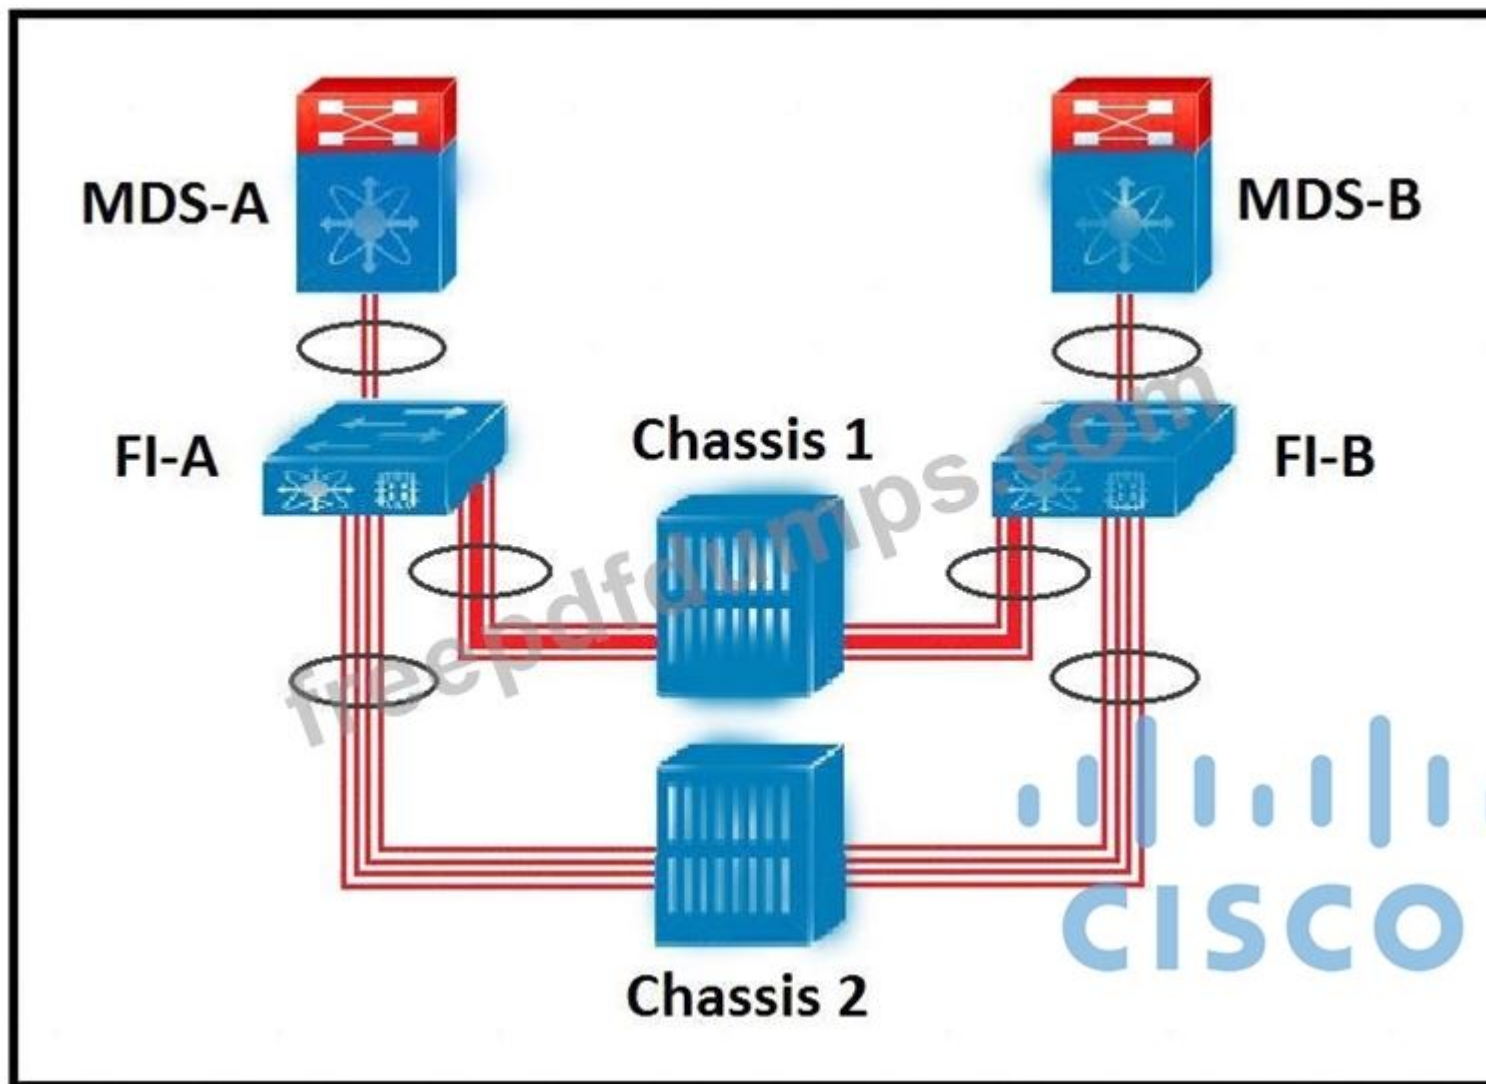 MDS-A
MDS-B
FI-A
Chassis 1
FI-B
freepdfdumps.com
Chassis 2
CISCO